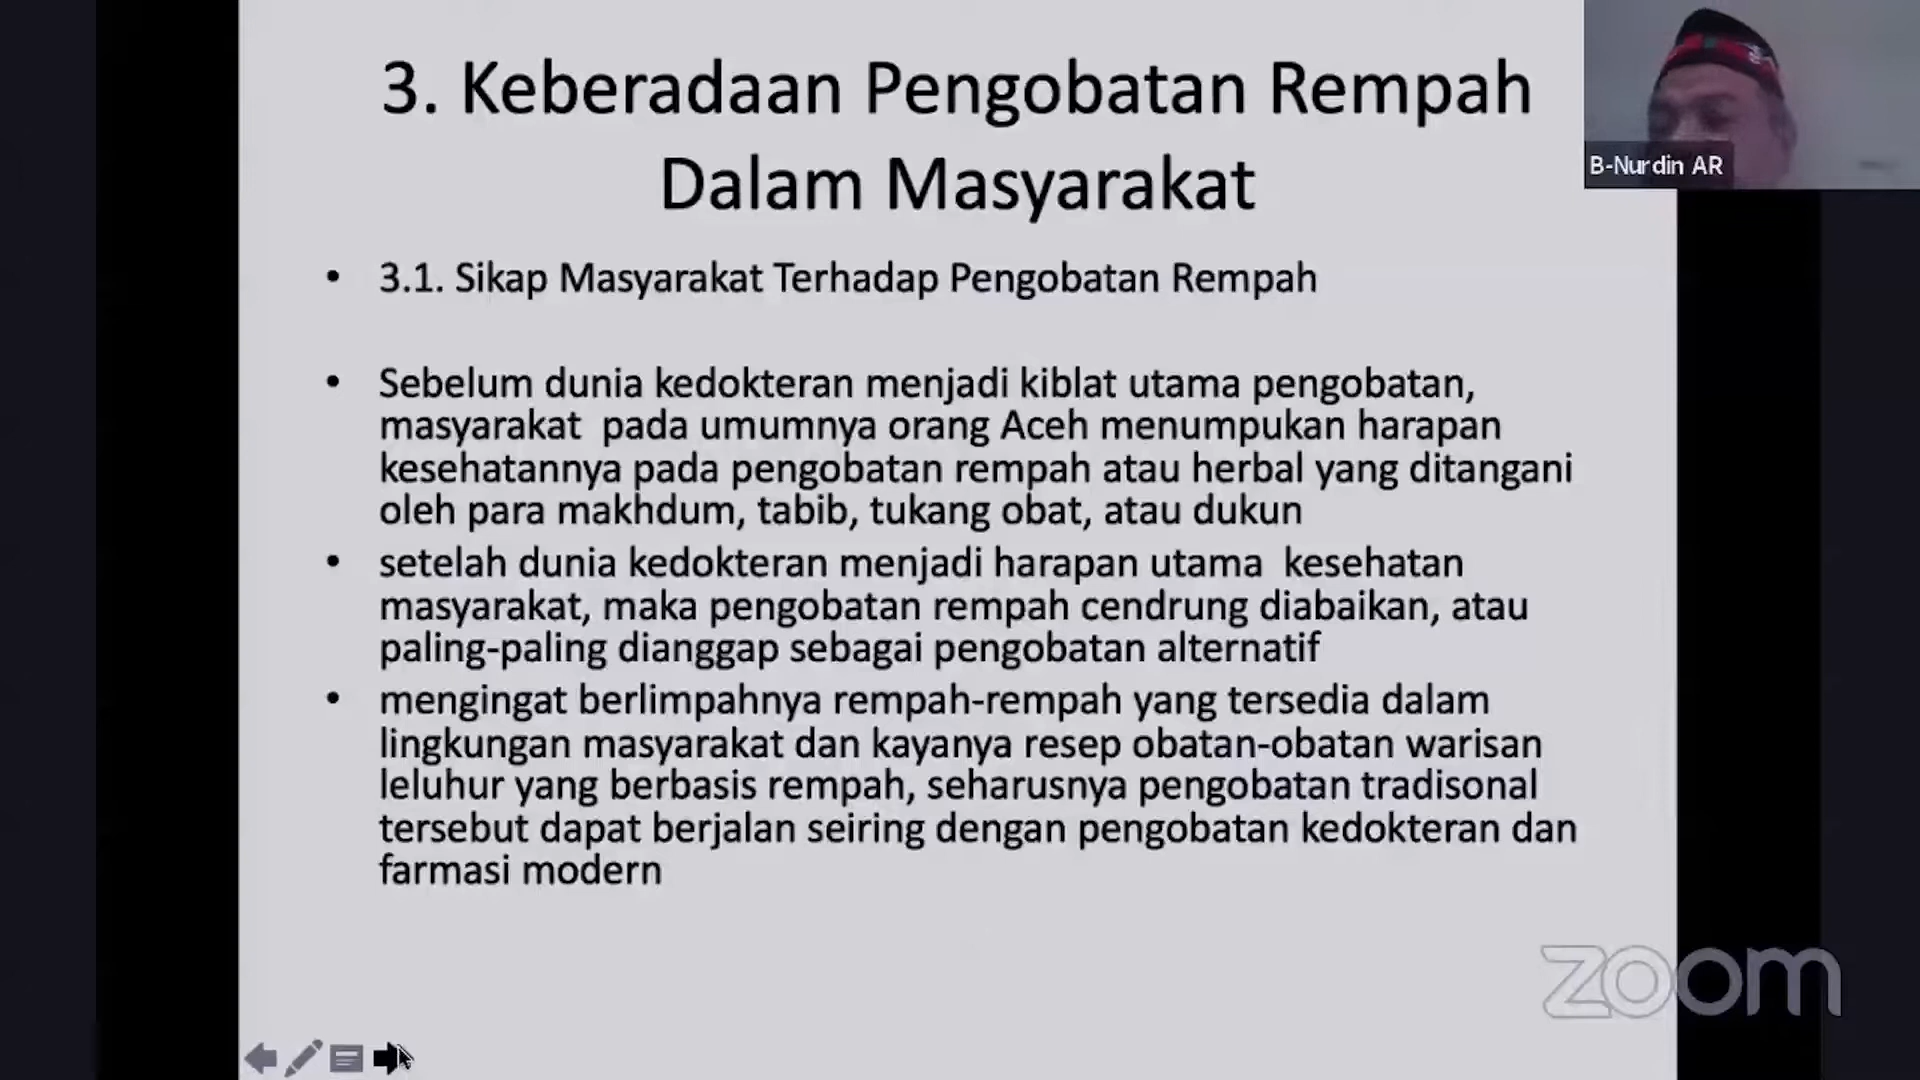 3. Keberadaan Pengobatan Rempah
Dalam Masyarakat
B-Nurdin AR
• 3.1. Sikap Masyarakat Terhadap Pengobatan Rempah
• Sebelum dunia kedokteran menjadi kiblat utama pengobatan,
masyarakat pada umumnya orang Aceh menumpukan harapan
kesehatannya pada pengobatan rempah atau herbal yang ditangani
oleh para makhdum, tabib, tukang obat, atau dukun
• setelah dunia kedokteran menjadi harapan utama kesehatan
masyarakat, maka pengobatan rempah cendrung diabaikan, atau
paling-paling dianggap sebagai pengobatan alternatif
• mengingat berlimpahnya rempah-rempah yang tersedia dalam
lingkungan masyarakat dan kayanya resep obatan-obatan warisan
leluhur yang berbasis rempah, seharusnya pengobatan tradisonal
tersebut dapat berjalan seiring dengan pengobatan kedokteran dan
farmasi modern
zoom